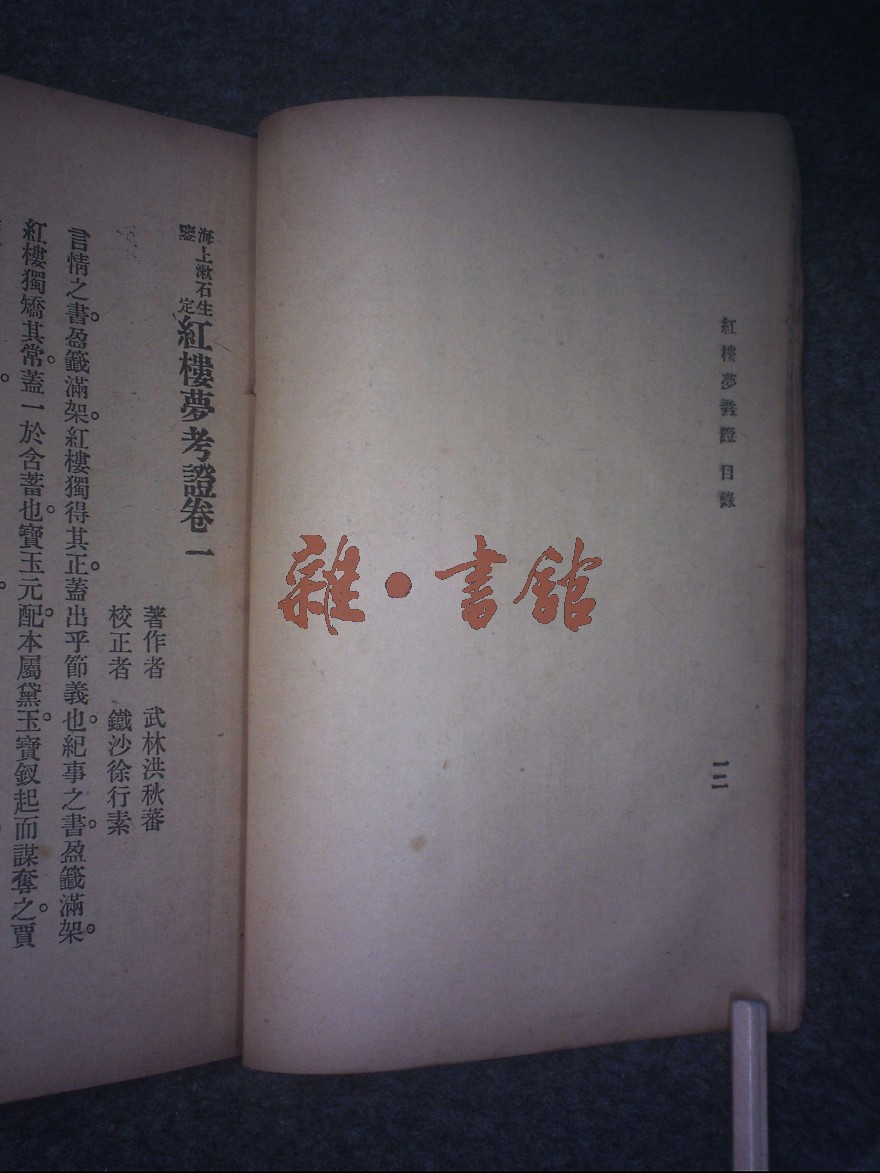 紅樓夢考證 目錄
一二
雜•書館
海上漱石生
鑒定
紅樓夢考證卷一
著作者 武林洪秋蕃
校正者 鐵沙徐行素
言情之書。盈籤滿架。紅樓獨得其正。蓋出乎節義也。紀事之書。盈籤滿架。
紅樓獨矯其常。蓋一於含蓄也。寶玉元配。本屬黛玉。寶釵起而謀奪之。賈